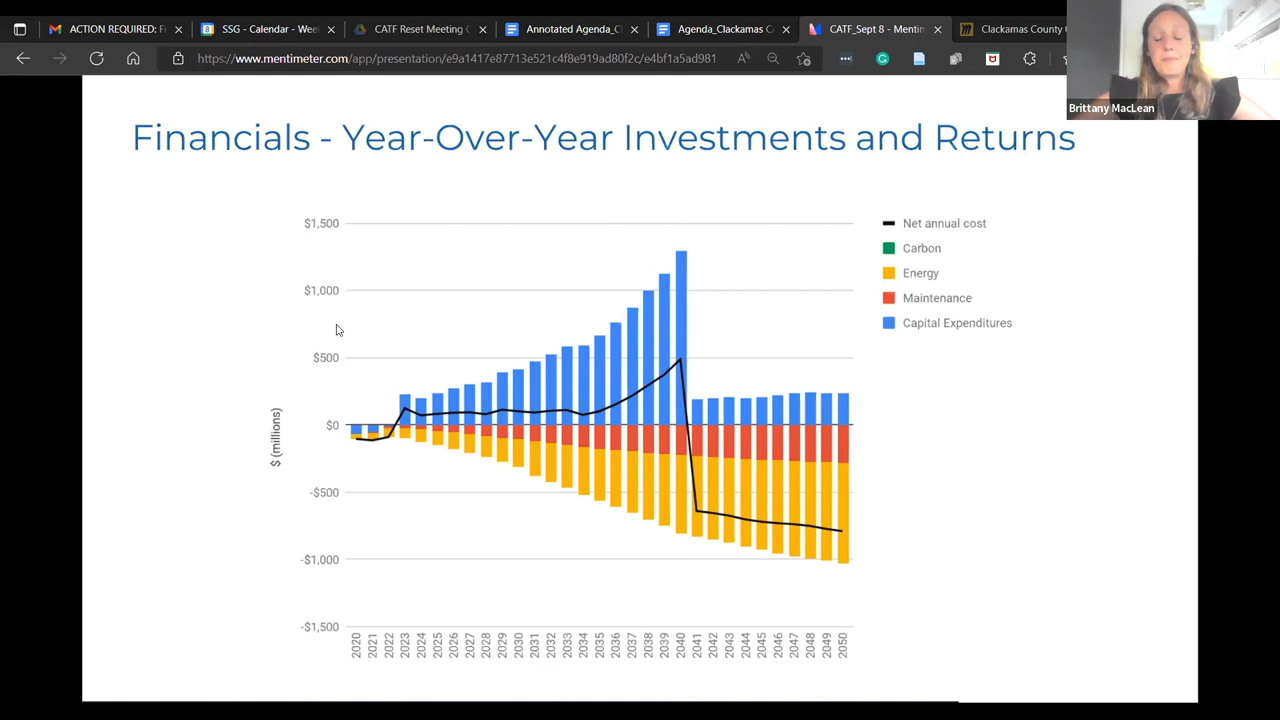 ACTION REQUIRED: Fi
SSG - Calendar - Weel
CATF Reset Meeting C
Annotated Agenda_C
Agenda_Clackamas C
CATF_Sept 8 - Mentim
Clackamas County
https://www.mentimeter.com/app/presentation/e9a1417e87713e521c4f8e919ad80f2c/e4bf1a5ad981
Brittany MacLean
Financials - Year-Over-Year Investments and Returns
$ (millions)
$1,500
$1,000
$500
$0
-$500
-$1,000
-$1,500
2020
2021
2022
2023
2024
2025
2026
2027
2028
2029
2030
2031
2032
2033
2034
2035
2036
2037
2038
2039
2040
2041
2042
2043
2044
2045
2046
2047
2048
2049
2050
Net annual cost
Carbon
Energy
Maintenance
Capital Expenditures